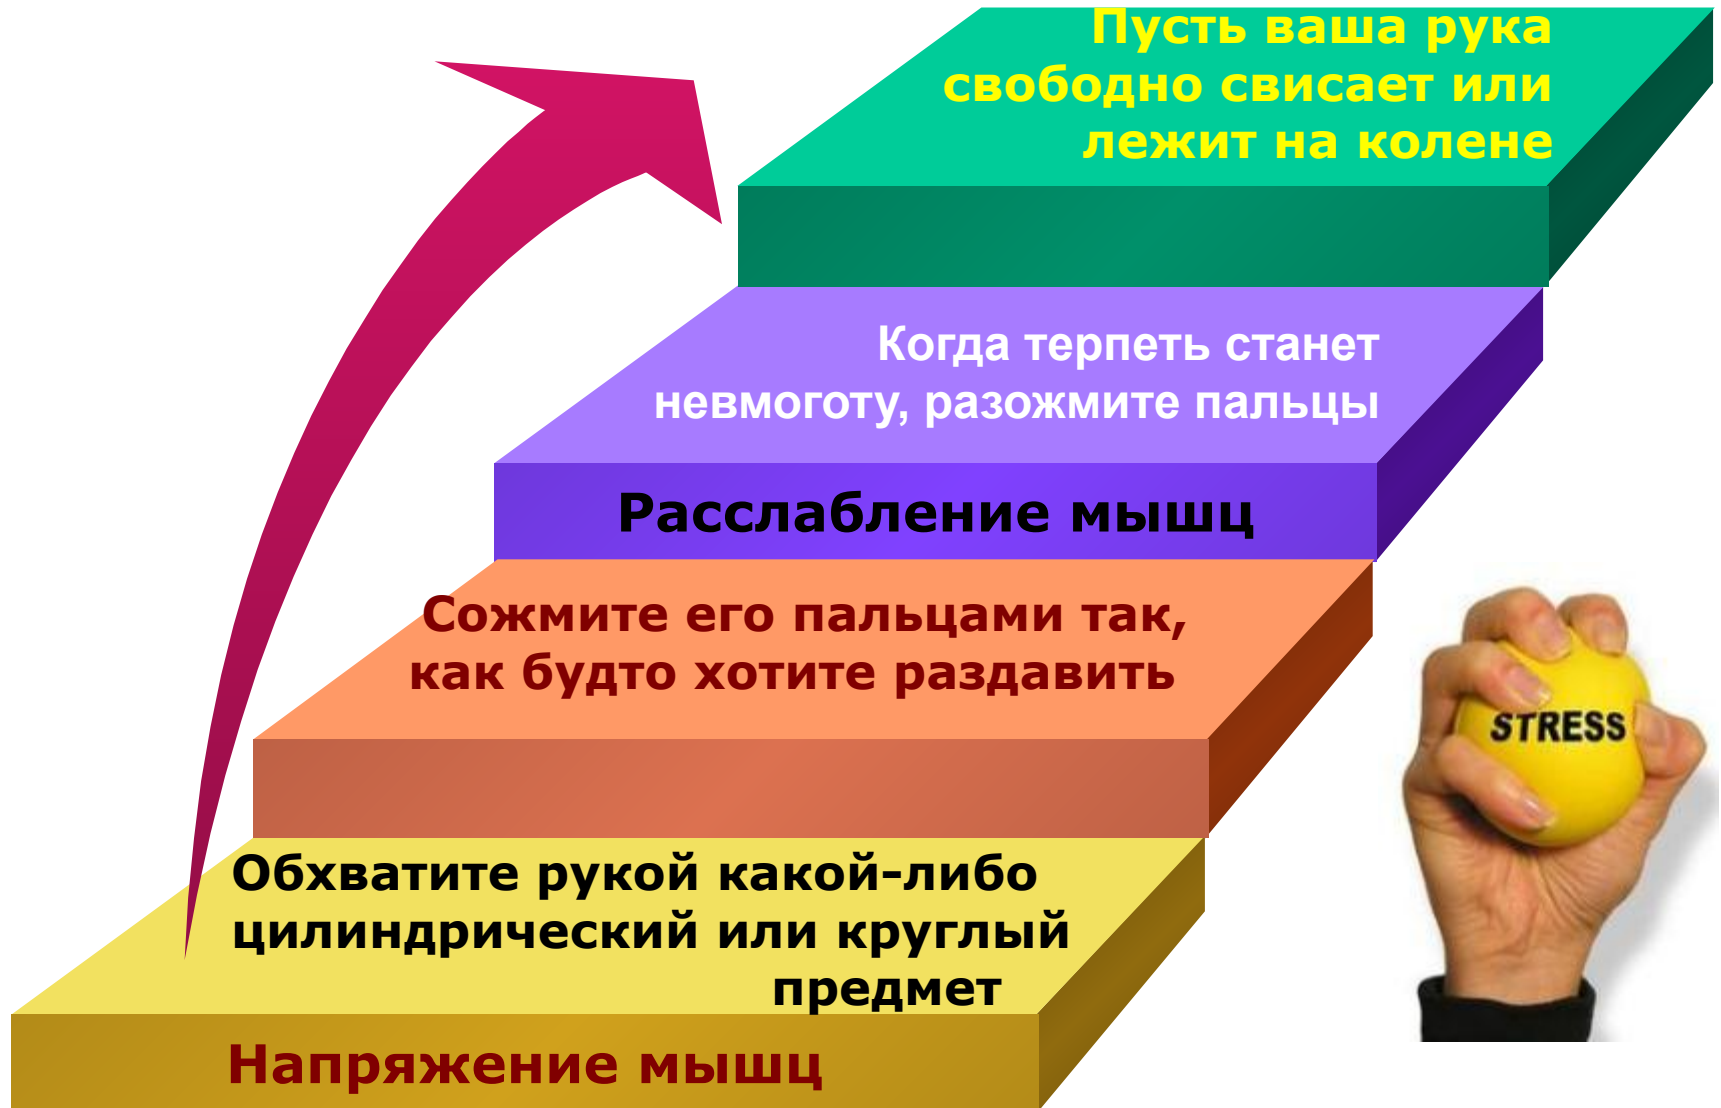 Пусть ваша рука
свободно свисает или
лежит на колене
Когда терпеть станет
невмоготу, разожмите пальцы
Расслабление мышц
Сожмите его пальцами так,
как будто хотите раздавить
STRESS
Обхватите рукой какой-либо
цилиндрический или круглый
предмет
Напряжение мышц